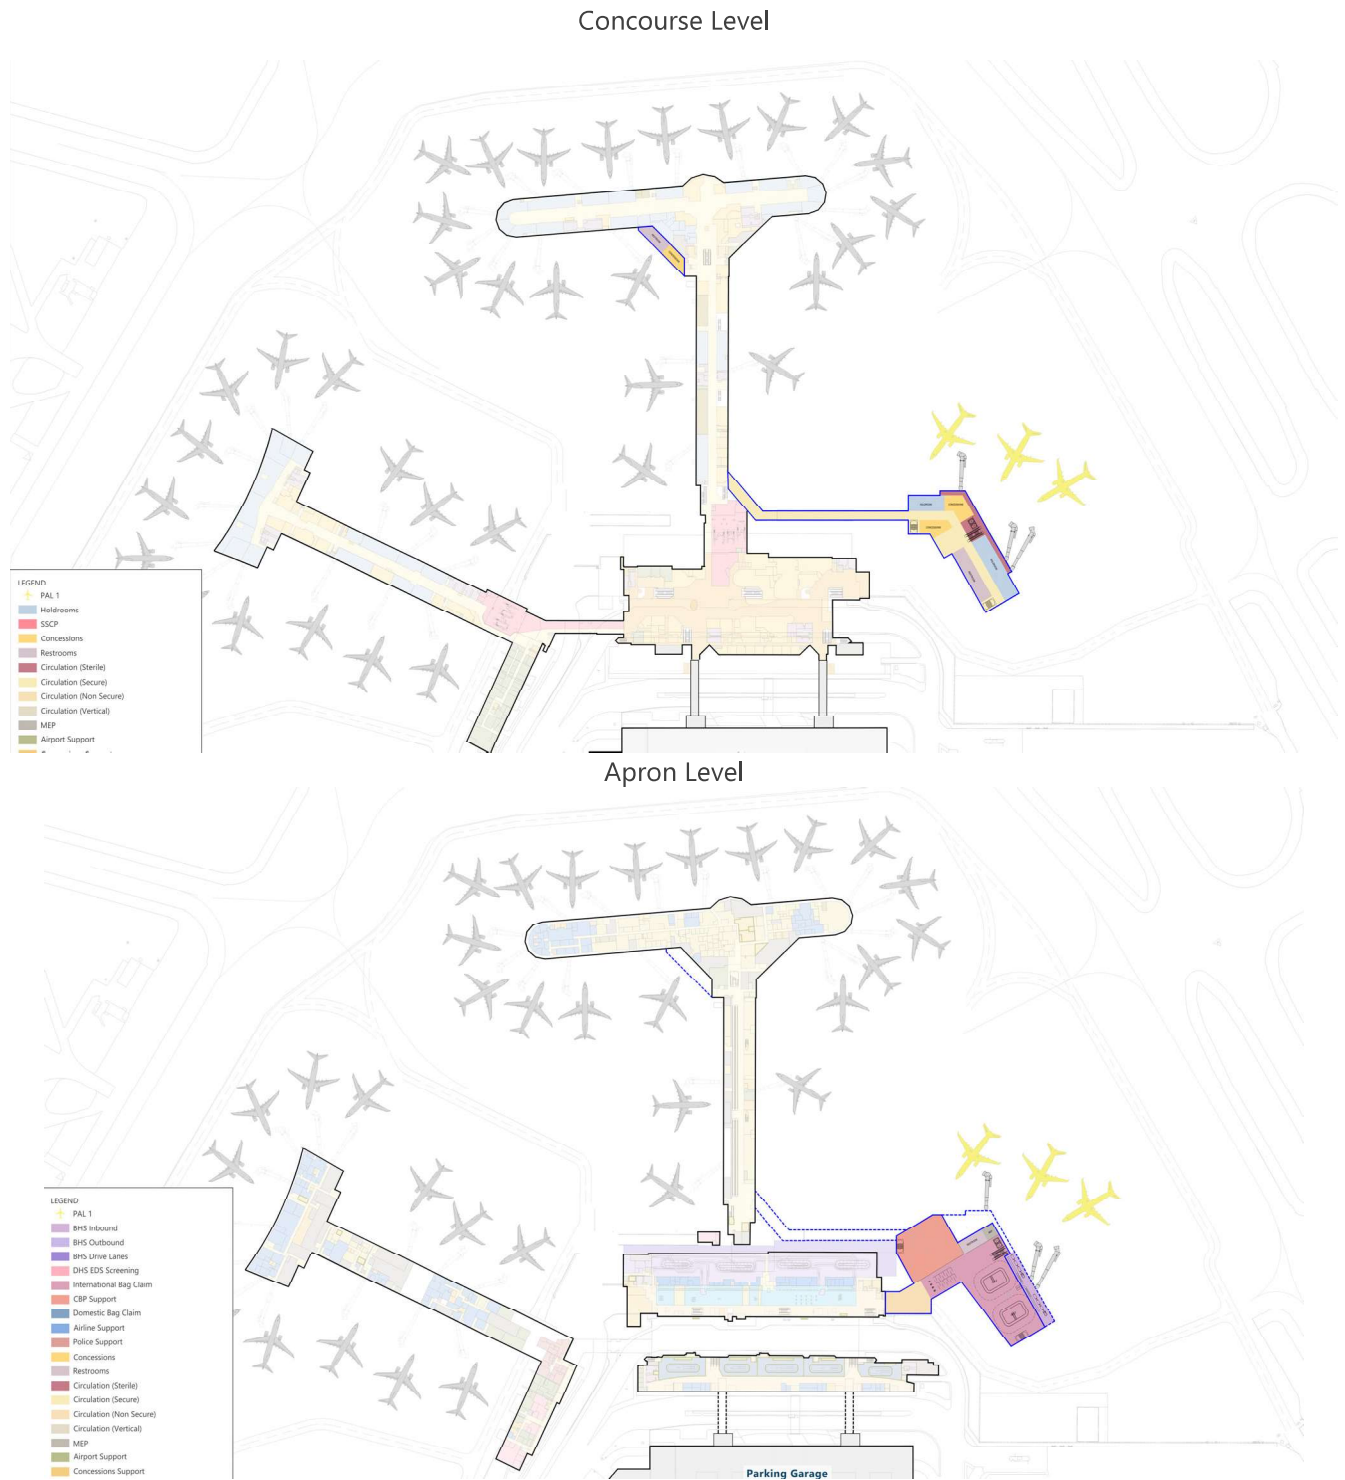 Concourse Level
LEGEND
PAL 1
Holdrooms
SSCP
Concessions
Restrooms
Circulation (Sterile)
Circulation (Secure)
Circulation (Non Secure)
Circulation (Vertical)
MEP
Airport Support
Apron Level
LEGEND
PAL 1
BHS Inbound
BHS Outbound
BHS Drive Lanes
DHS EDS Screening
International Bag Claim
CBP Support
Domestic Bag Claim
Airline Support
Police Support
Concessions
Restrooms
Circulation (Sterile)
Circulation (Secure)
Circulation (Non Secure)
Circulation (Vertical)
MEP
Airport Support
Concessions Support
Parking Garage